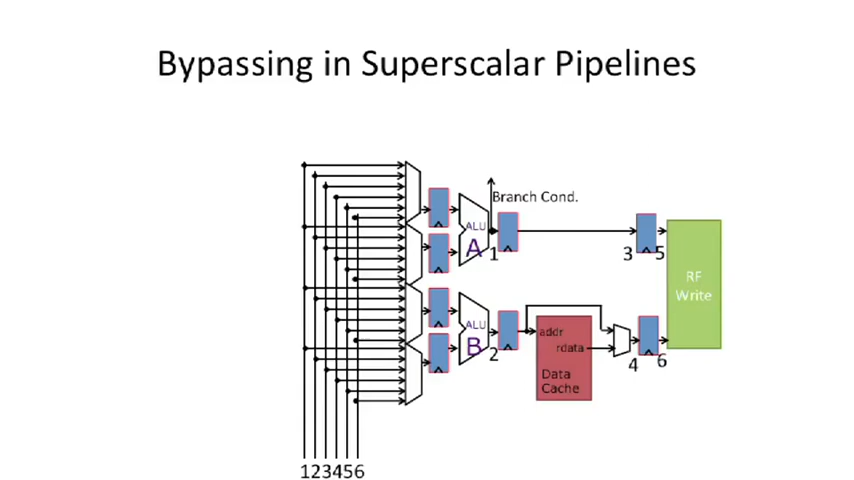 Bypassing in Superscalar Pipelines
Branch Cond.
ALU
A
1
3
5
RF
Write
ALU
B
2
addr
rdata
Data
Cache
4
6
123456